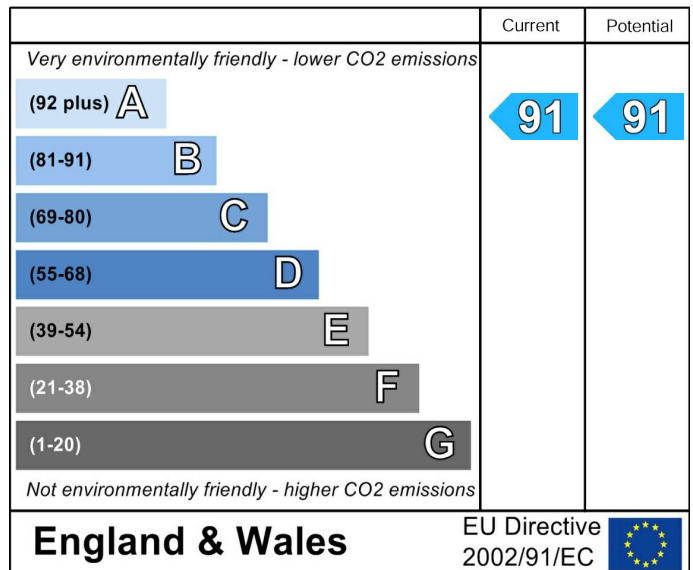 Current Potential
Very environmentally friendly - lower CO2 emissions
(92 plus) A
91 91
(81-91) B
(69-80) C
(55-68) D
(39-54) E
(21-38) F
(1-20) G
Not environmentally friendly - higher CO2 emissions
England & Wales
EU Directive
2002/91/EC